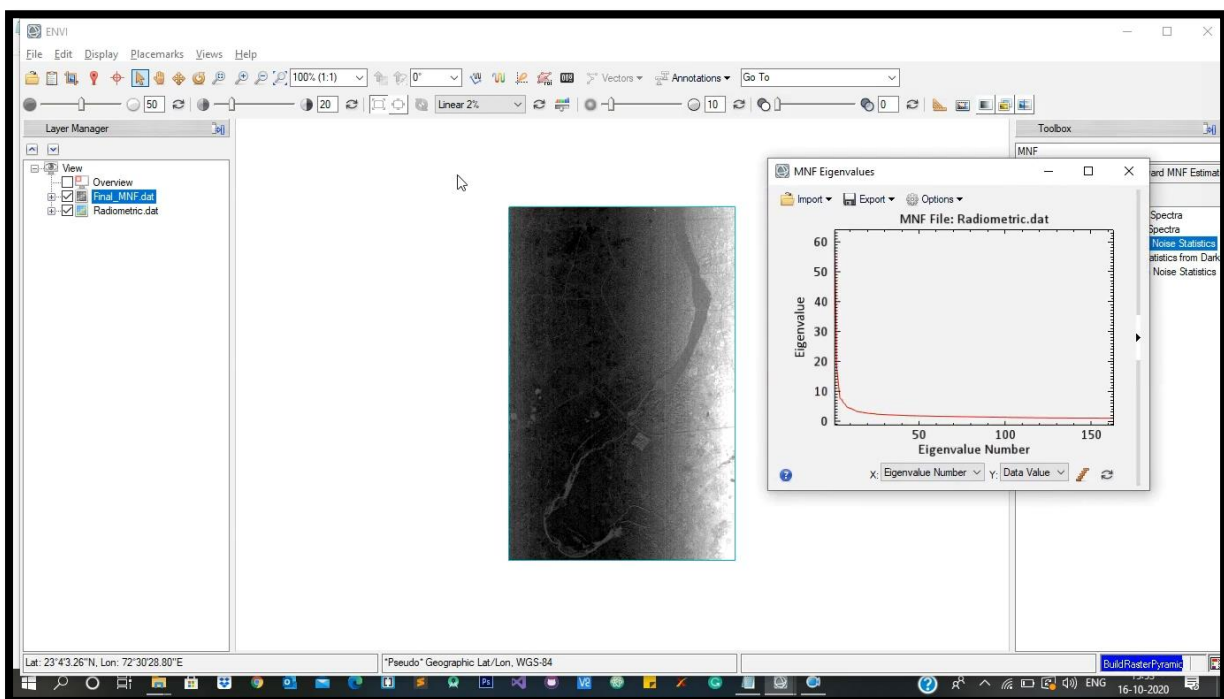 ENVI
File Edit Display Placemarks Views Help
100% (1:1) 0° Vectors Annotations Go To
50 20 Linear 2% 10 0
Layer Manager
Toolbox
View
Overview
Final_MNF.dat
Radiometric.dat
MNF
MNF Eigenvalues
ard MNF Estimat
Import Export Options
Spectra
MNF File: Radiometric.dat
Spectra
Noise Statistics
atistics from Dark
Noise Statistics
60
50
40
30
20
10
0
Eigenvalue
50 100 150
Eigenvalue Number
X: Eigenvalue Number Y: Data Value
Lat: 23°4'3.26"N, Lon: 72°30'28.80"E
*Pseudo* Geographic Lat/Lon, WGS-84
BuildRasterPyramid
ENG
16-10-2020